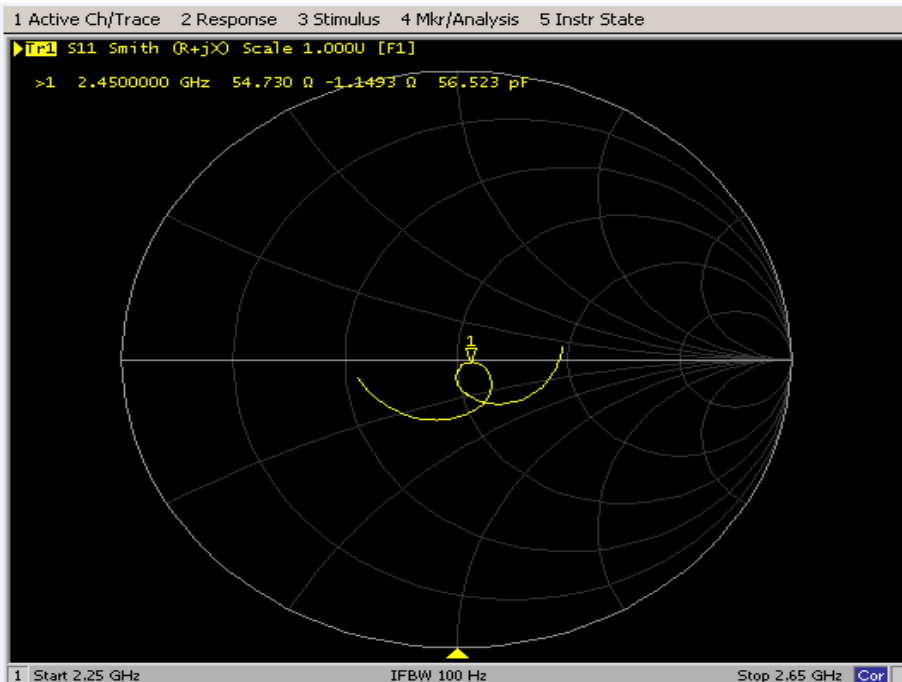 1 Active Ch/Trace 2 Response 3 Stimulus 4 Mkr/Analysis 5 Instr State
Tr1 S11 Smith (R+jX) Scale 1.000U [F1]
>1 2.4500000 GHz 54.730 Ω -1.1493 Ω 56.523 pF
1
1 Start 2.25 GHz IFBW 100 Hz Stop 2.65 GHz Cor